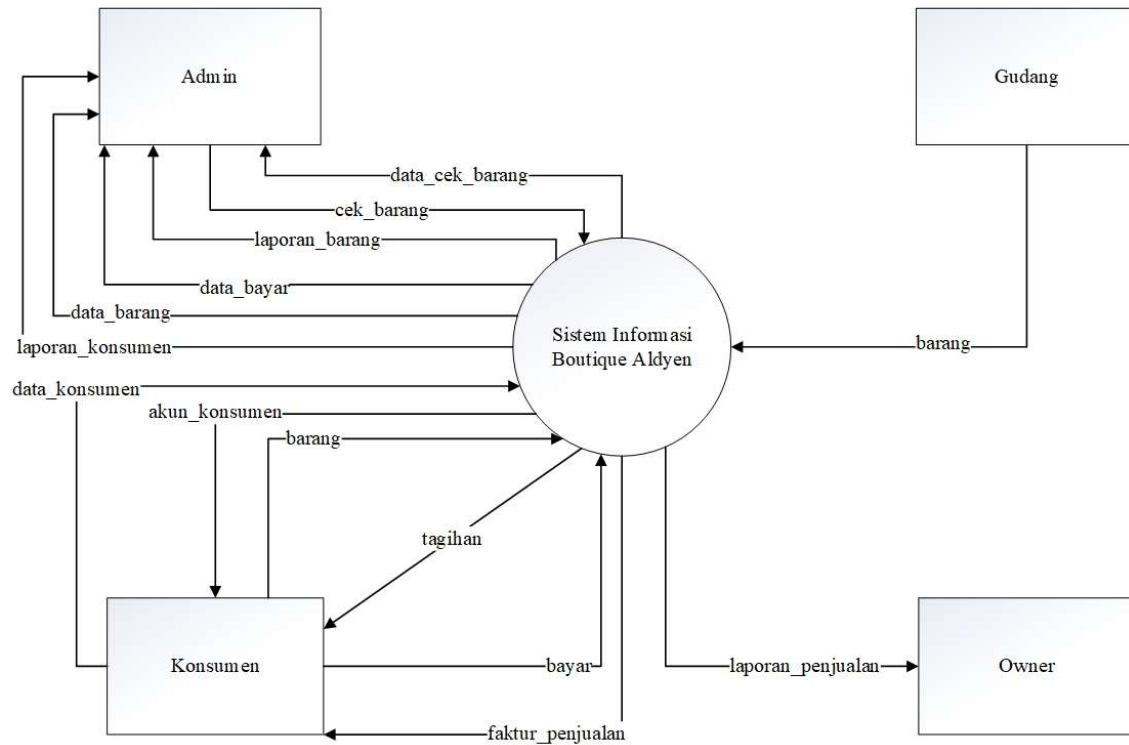 Admin
Gudang
data_cek_barang
cek_barang
laporan_barang
data_bayar
data_barang
Sistem Informasi
Boutique Aldyen
laporan_konsumen
barang
data_konsumen
akun_konsumen
barang
tagihan
Konsumen
bayar
laporan_penjualan
Owner
faktur_penjualan